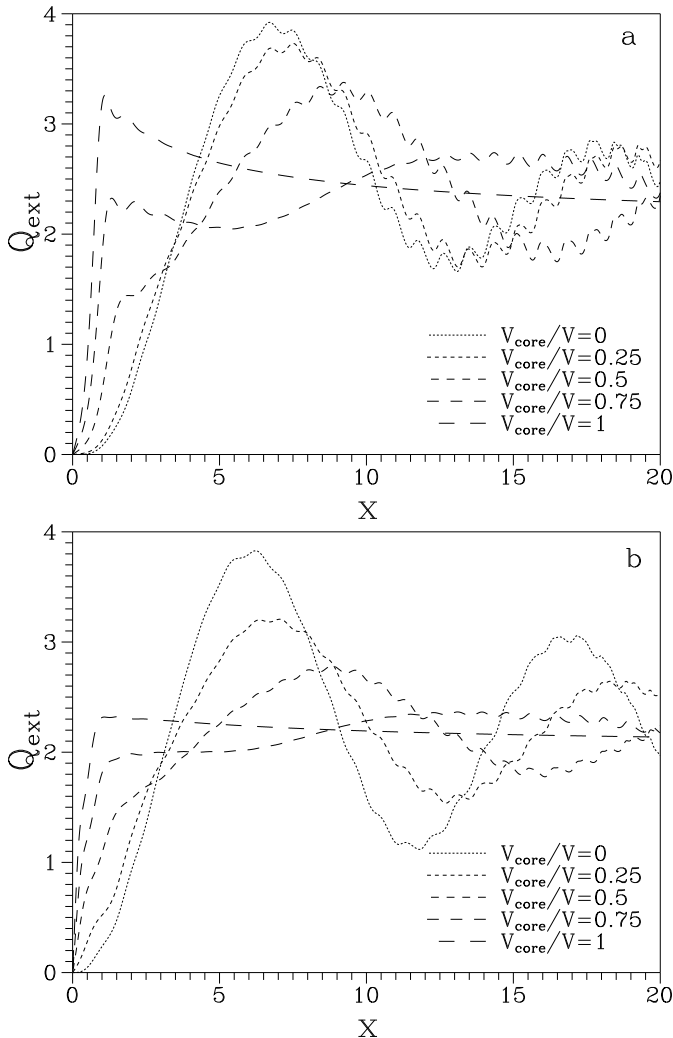 4
a
3
Q_ext
2
1
V_core/V=0
V_core/V=0.25
V_core/V=0.5
V_core/V=0.75
V_core/V=1
0
0 5 10 15 20
X
4
b
3
Q_ext
2
1
V_core/V=0
V_core/V=0.25
V_core/V=0.5
V_core/V=0.75
V_core/V=1
0
0 5 10 15 20
X